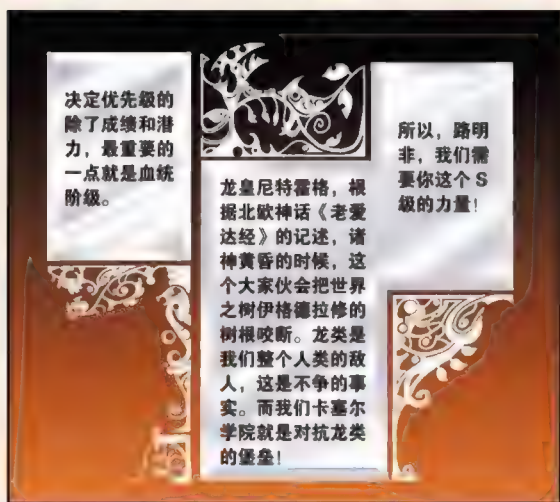 决定优先级的
除了成绩和潜
力，最重要的
一点就是血统
阶级。
龙皇尼特霍格，根
据北欧神话《老爱
达经》的记述，诸
神黄昏的时候，这
个大家伙会把世界
之树伊格德拉修的
树根咬断。龙类是
我们整个人类的敌
人，这是不争的事
实。而我们卡塞尔
学院就是对抗龙类
的堡垒！
所以，路明
非，我们需
要你这个 S
级的力量！